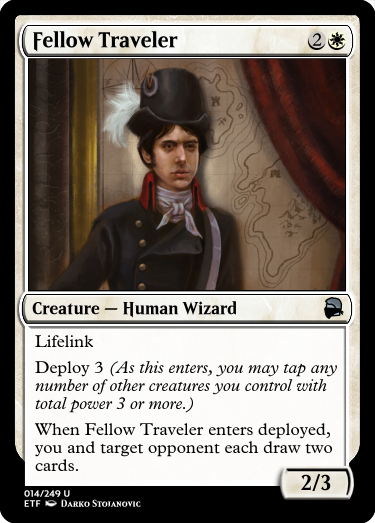 Fellow Traveler 2
Creature — Human Wizard
Lifelink
Deploy 3 (As this enters, you may tap any
number of other creatures you control with
total power 3 or more.)
When Fellow Traveler enters deployed,
you and target opponent each draw two
cards.
2/3
014/249 U
ETF Darko Stojanovic